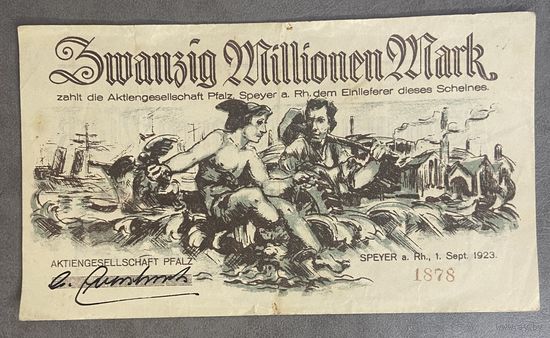 Zwanzig Millionen Mark
zahlt die Aktiengesellschaft Pfalz, Speyer a. Rh. dem Einlieferer dieses Scheines.
AKTIENGESELLSCHAFT PFALZ
SPEYER a. Rh., 1. Sept. 1923.
1878